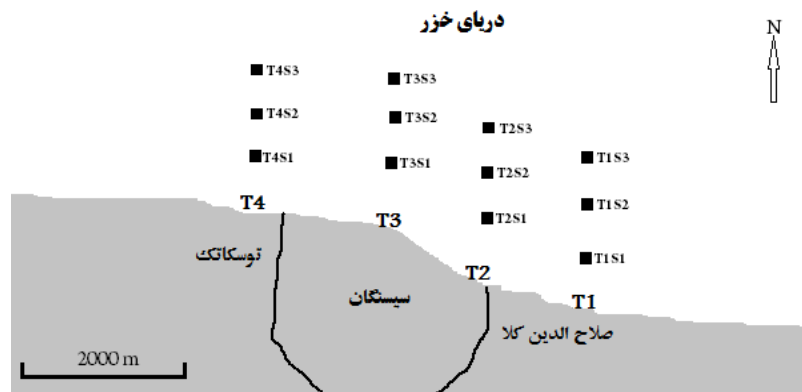 دریای خزر
N
T4S3
T3S3
T4S2
T3S2
T2S3
T4S1
T3S1
T1S3
T2S2
T1S2
T2S1
T4
T3
توسکاتک
T1S1
T2
سیسنگان
T1
صلاح الدین کلا
2000 m